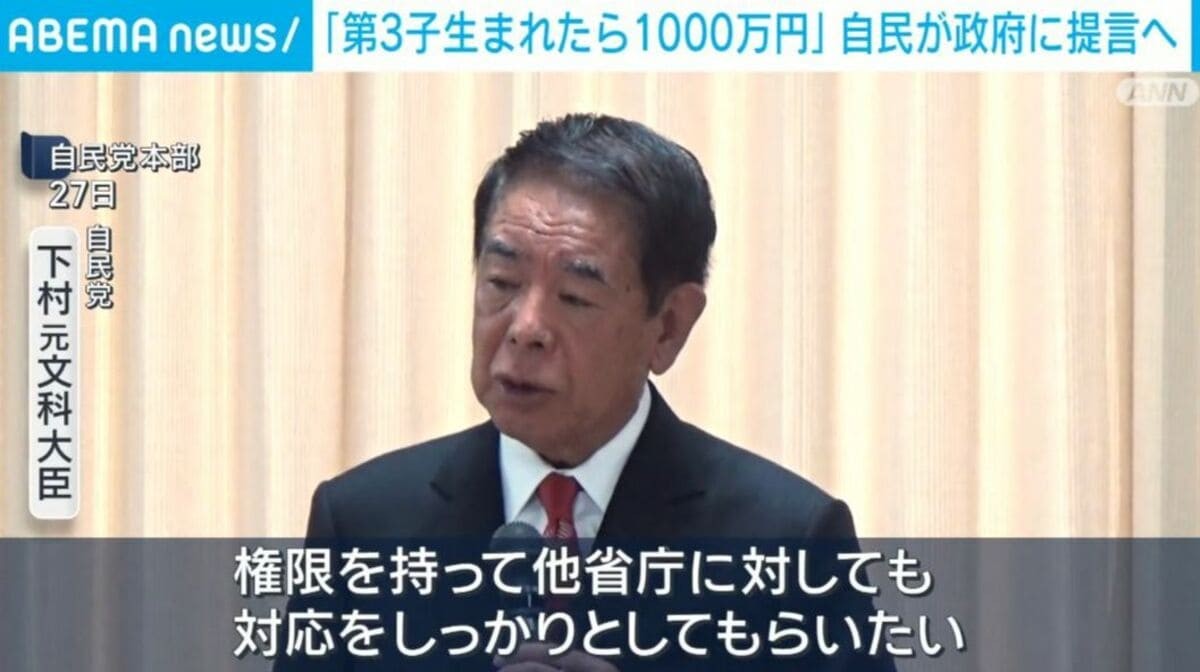 ABEMA news/
「第3子生まれたら1000万円」自民が政府に提言へ
ANN
自民党本部
27日
自民党
下村元文科大臣
権限を持って他省庁に対しても
対応をしっかりとしてもらいたい